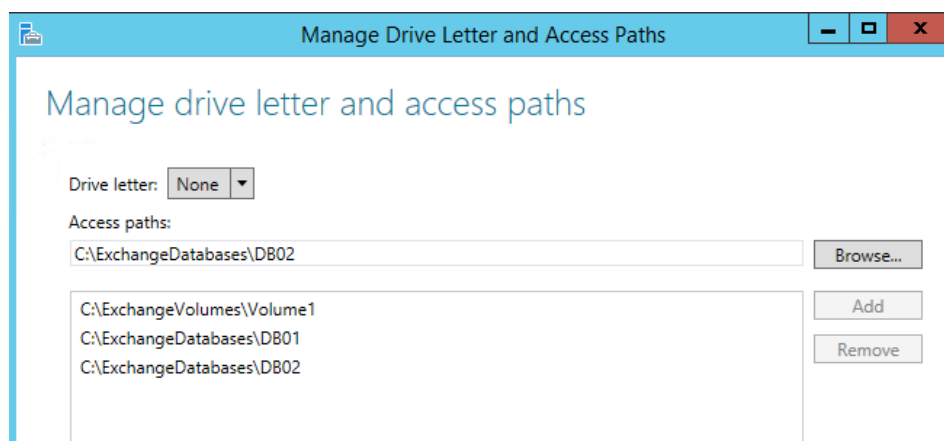 Manage Drive Letter and Access Paths
Manage drive letter and access paths
Drive letter: None
Access paths:
C:\ExchangeDatabases\DB02 Browse...
C:\ExchangeVolumes\Volume1 Add
C:\ExchangeDatabases\DB01
Remove
C:\ExchangeDatabases\DB02